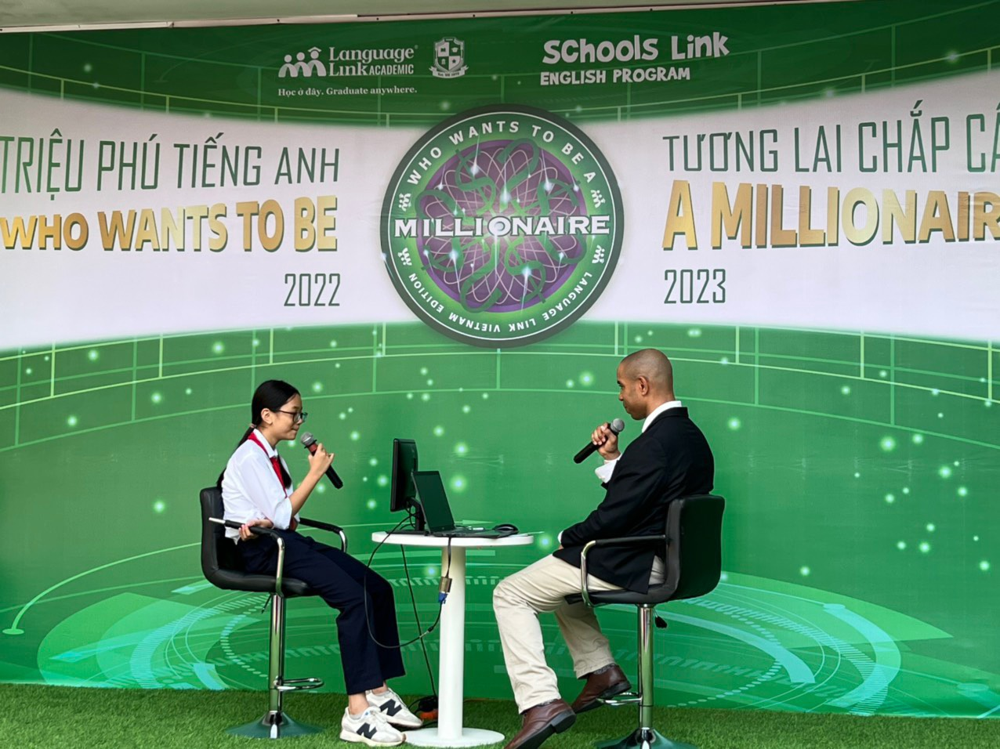 Language
Link ACADEMIC
Học ở đây. Graduate anywhere.
SCHOOLS LINK
ENGLISH PROGRAM
TRIỆU PHÚ TIẾNG ANH
WHO WANTS TO BE
2022
WHO WANTS TO BE A
MILLIONAIRE
LANGUAGE LINK VIETNAM EDITION
TƯƠNG LAI CHẮP
A MILLIONAIR
2023
N
N